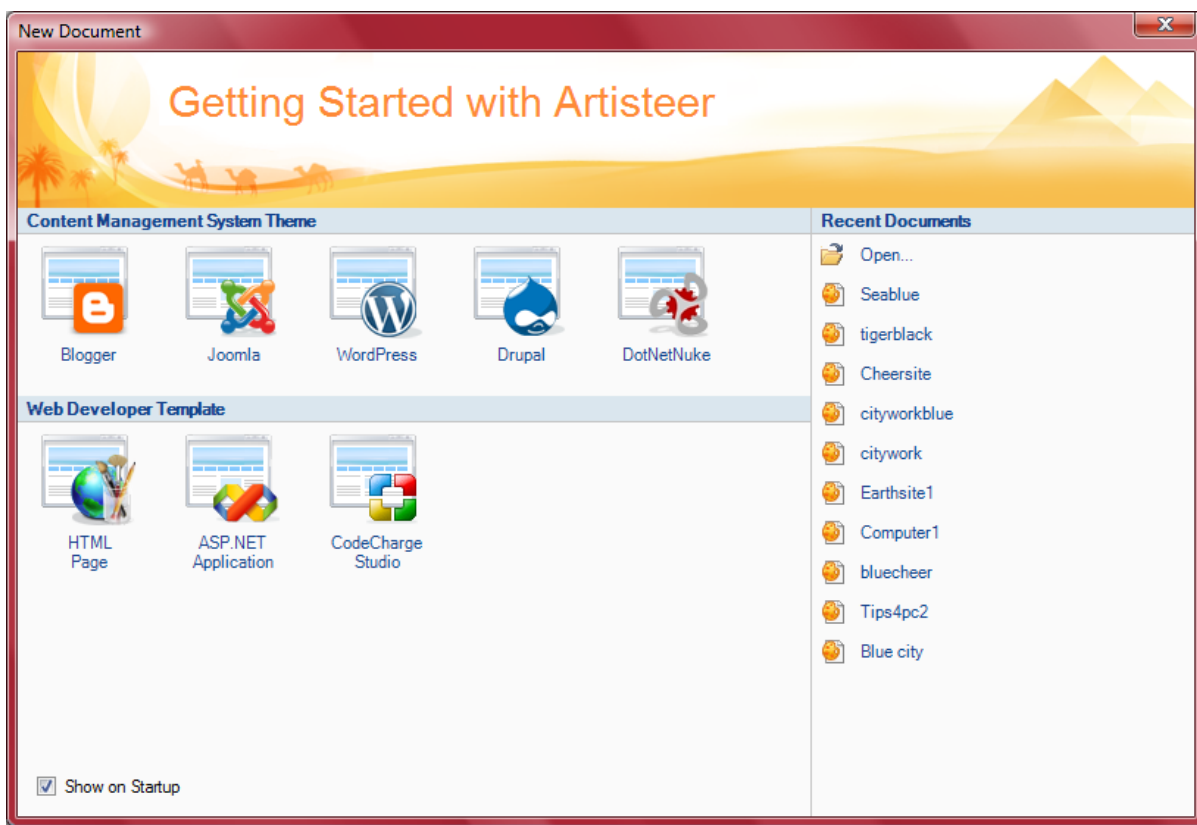 New Document
Getting Started with Artisteer
Content Management System Theme
Blogger
Joomla
WordPress
Drupal
DotNetNuke
Web Developer Template
HTML
Page
ASP.NET
Application
CodeCharge
Studio
Show on Startup
Recent Documents
Open...
Seablue
tigerblack
Cheersite
cityworkblue
citywork
Earthsite1
Computer1
bluecheer
Tips4pc2
Blue city